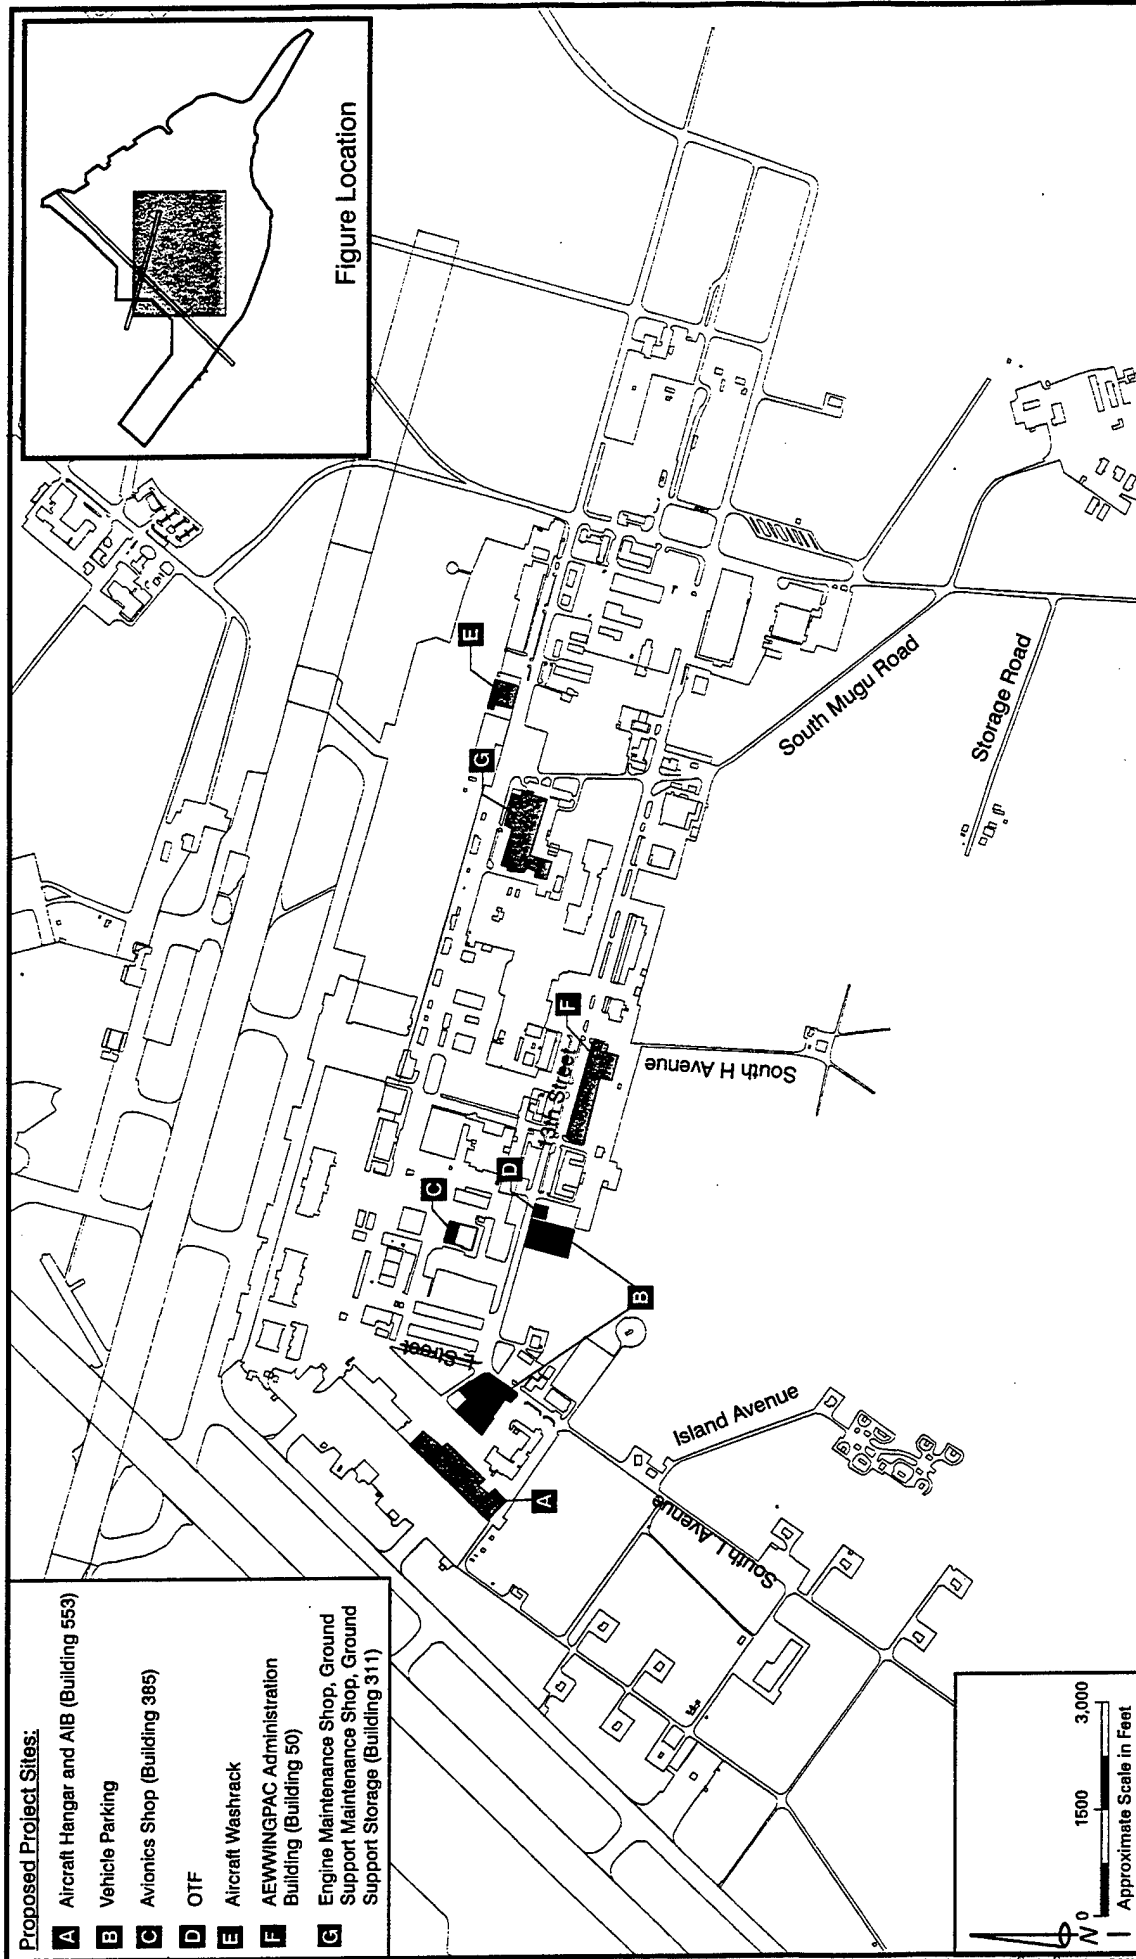 Proposed Project Sites:
A Aircraft Hangar and AIB (Building 553)
B Vehicle Parking
C Avionics Shop (Building 385)
D OTF
E Aircraft Washrack
F AEWWINGPAC Administration
Building (Building 50)
G Engine Maintenance Shop, Ground
Support Maintenance Shop, Ground
Support Storage (Building 311)
Figure Location
A
B
C
D
E
F
G
L Street
13th Street
South H Avenue
South Mugu Road
Storage Road
Island Avenue
South L Avenue
N
0 1500 3,000
Approximate Scale in Feet